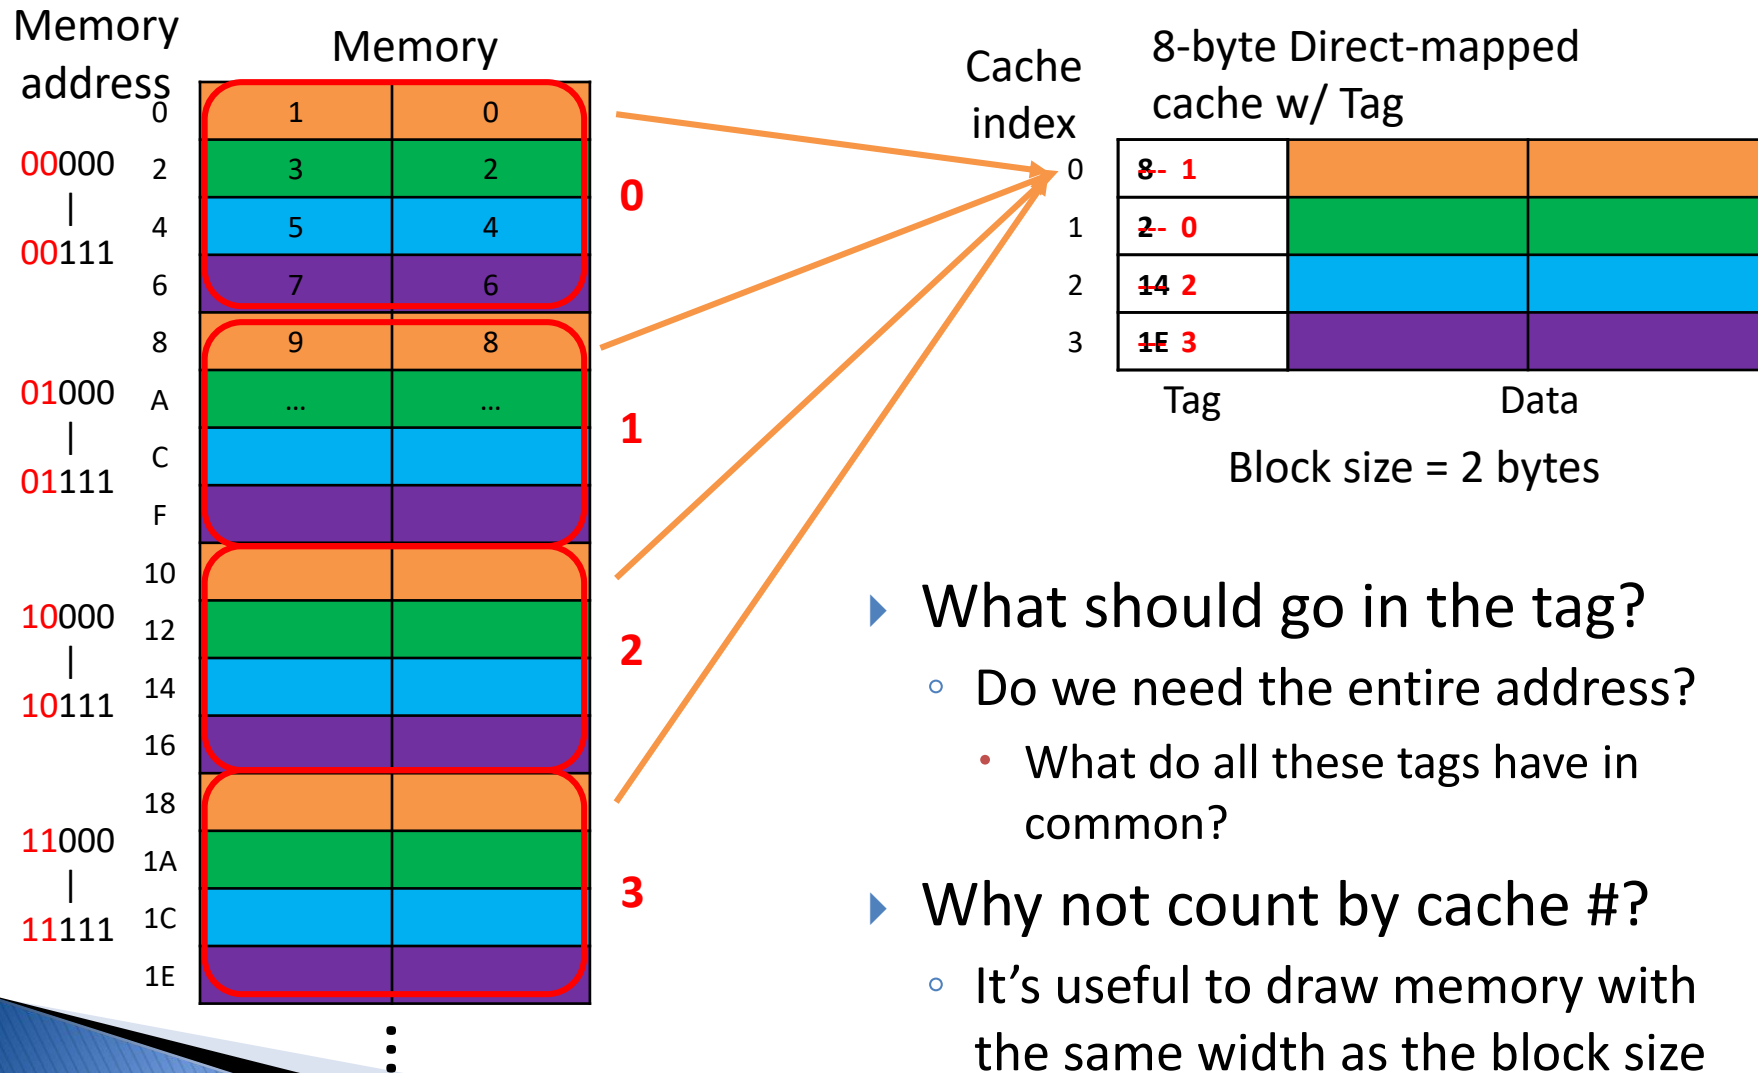 Memory address
Memory
0 1 0
00000 2 3 2
|
4 5 4
00111
6 7 6
0
8 9 8
01000 A ... ...
|
C
01111
F
1
10
10000 12
|
14
10111
16
2
18
11000
1A
|
11111 1C
1E
3
⋮
Cache index
8-byte Direct-mapped
cache w/ Tag
0 8-- 1
1 2-- 0
2 14 2
3 1E 3
Tag Data
Block size = 2 bytes
What should go in the tag?
Do we need the entire address?
What do all these tags have in
common?
Why not count by cache #?
It’s useful to draw memory with
the same width as the block size